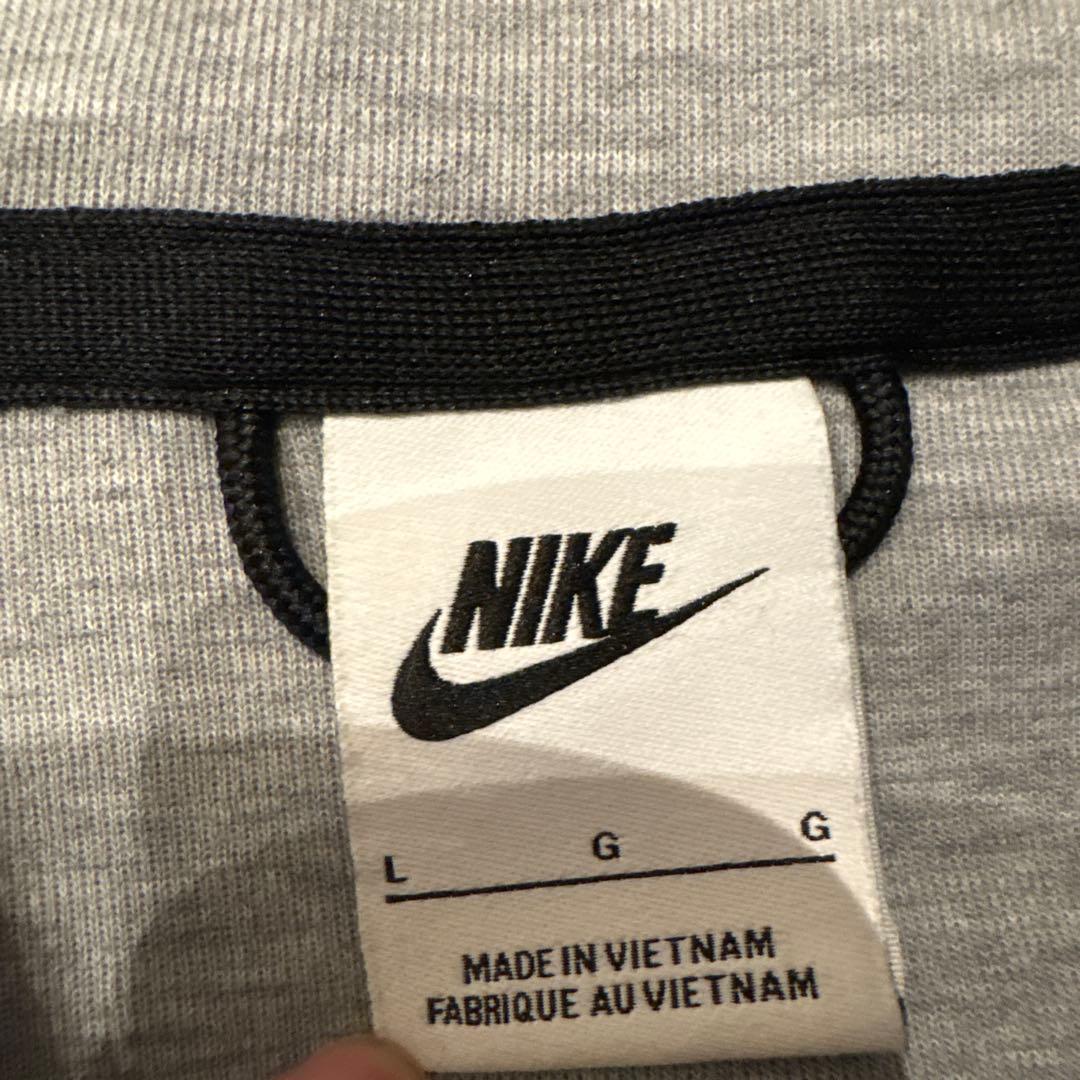 NIKE
L G G
MADE IN VIETNAM
FABRIQUE AU VIETNAM